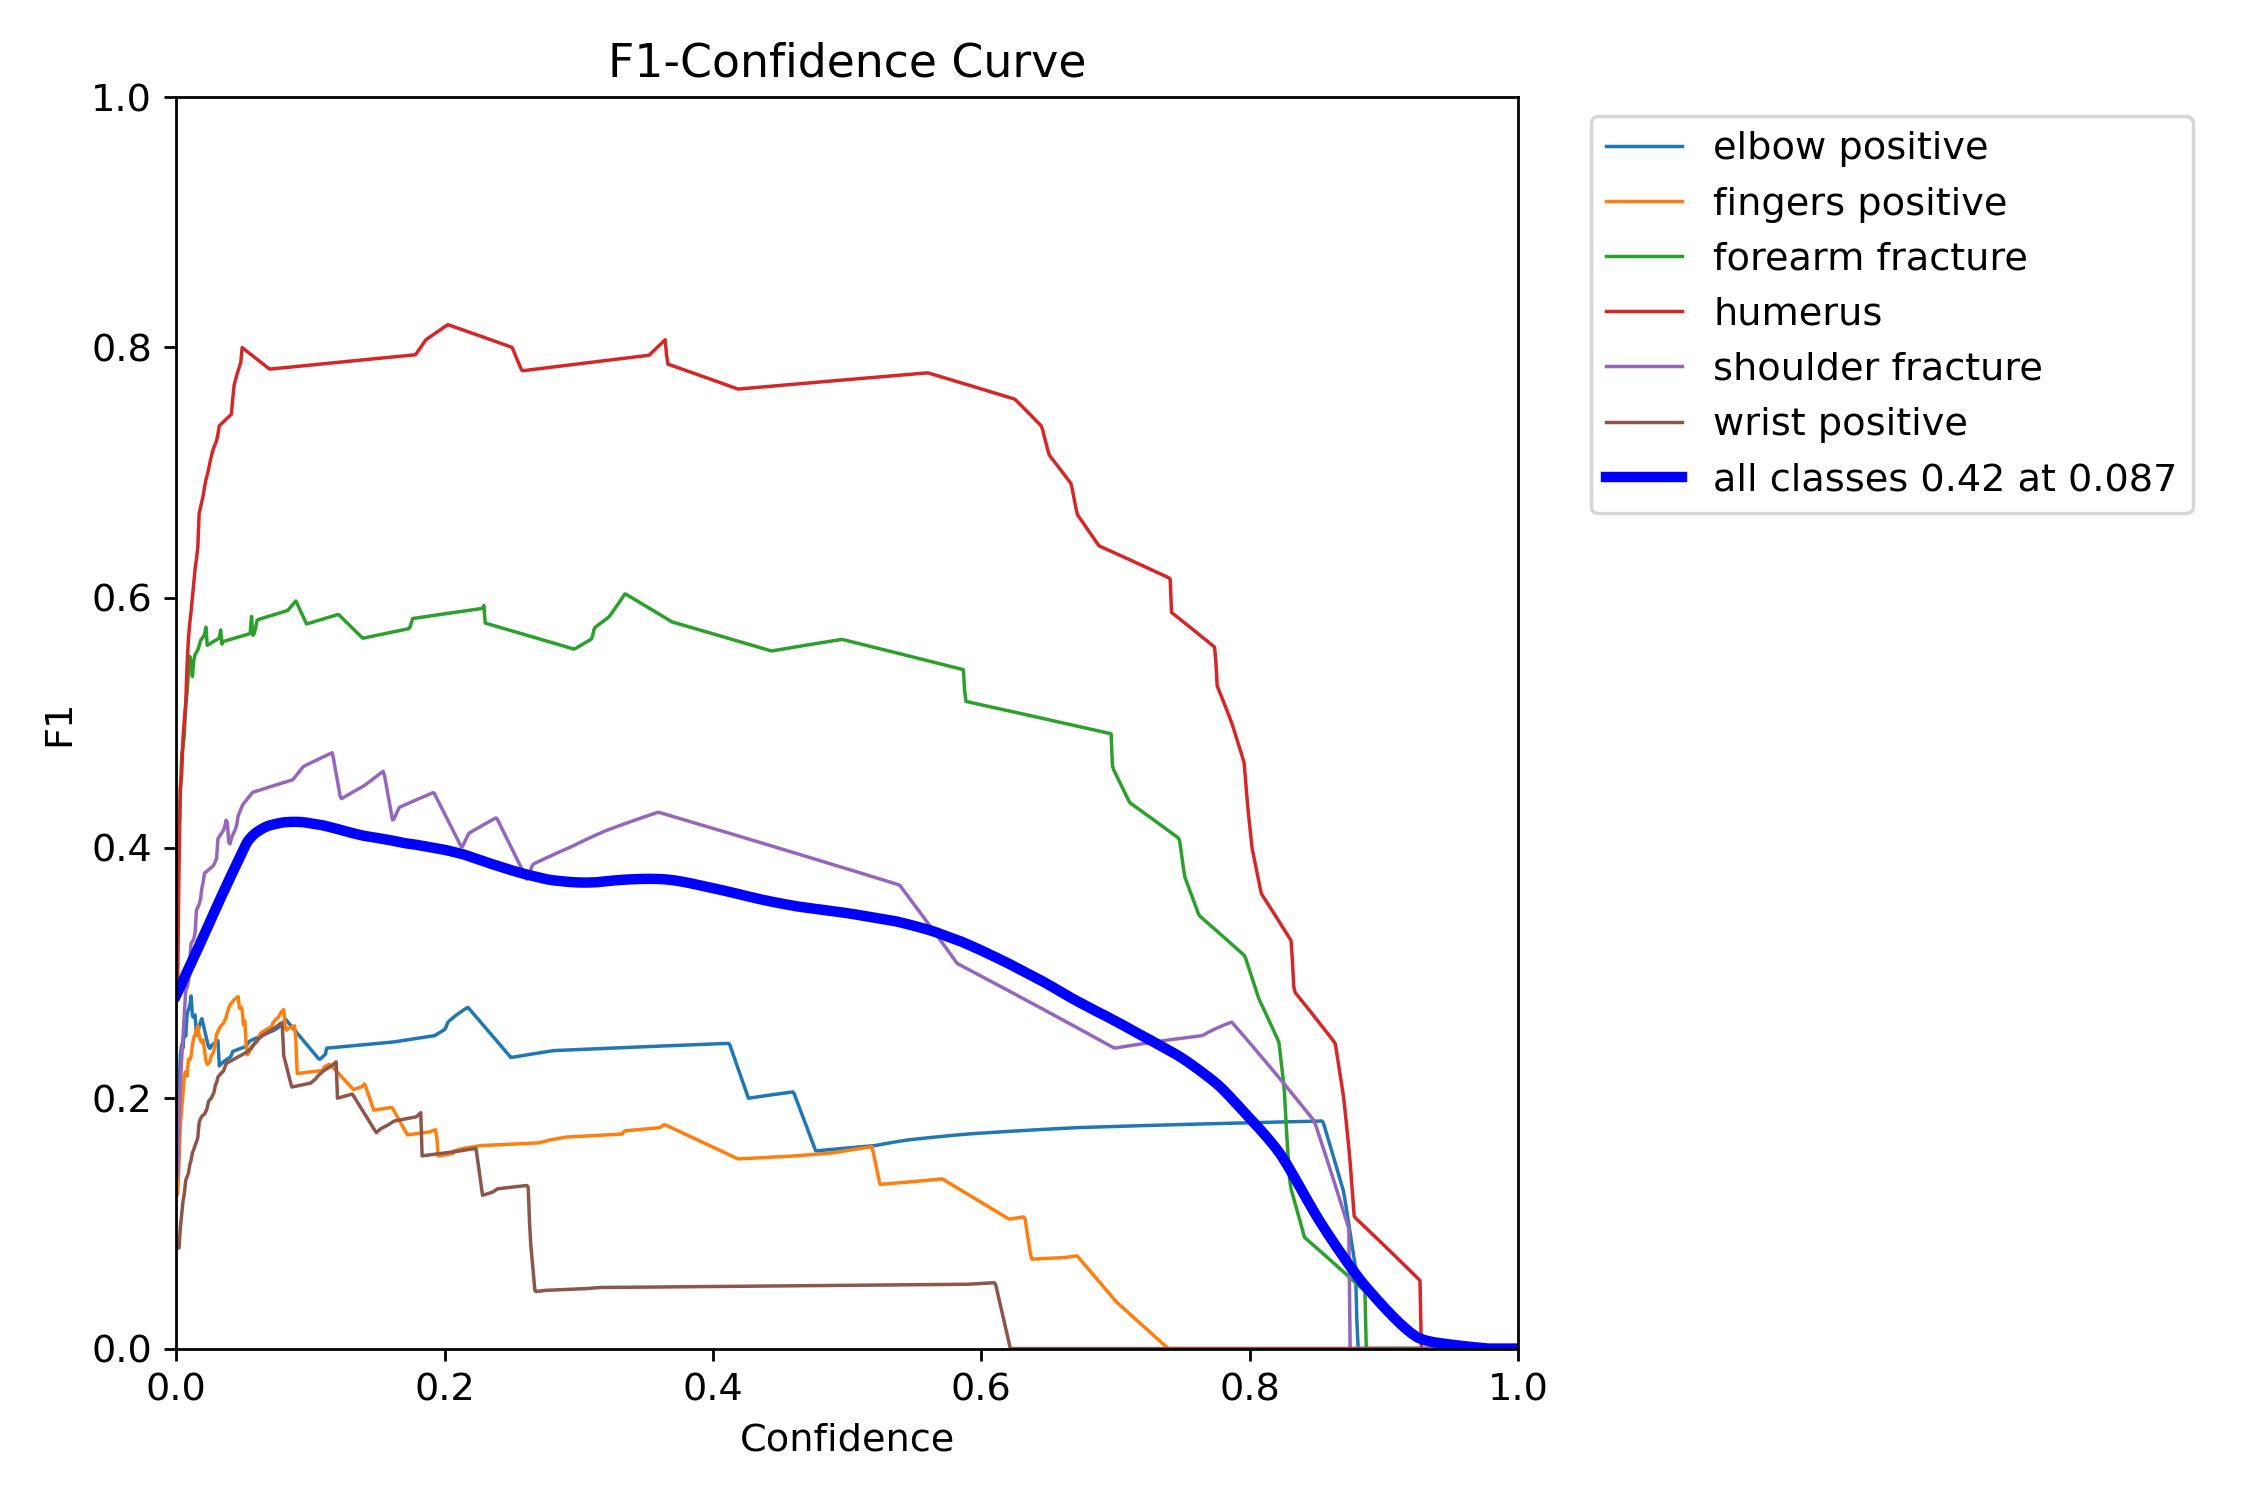 F1-Confidence Curve
1.0
0.8
0.6
0.4
0.2
0.0
F1
0.0 0.2 0.4 0.6 0.8 1.0
Confidence
elbow positive
fingers positive
forearm fracture
humerus
shoulder fracture
wrist positive
all classes 0.42 at 0.087